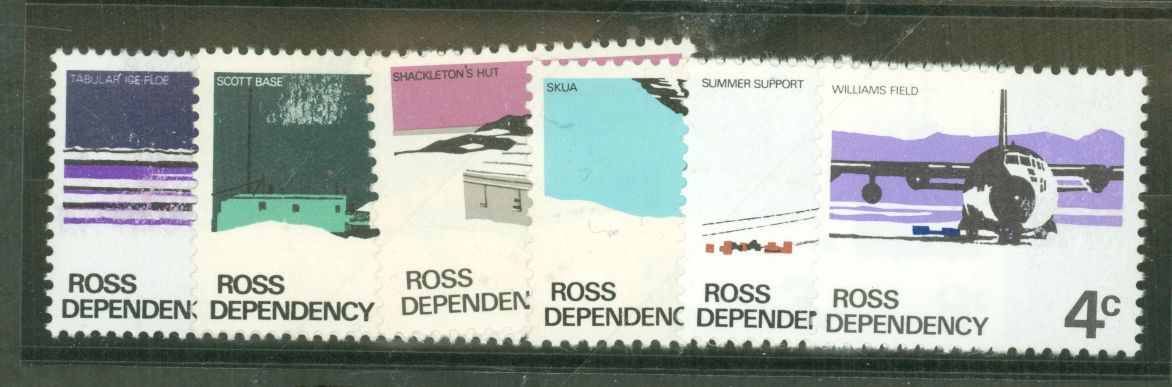 TABULAR ICE FLOE
ROSS
DEPENDEN
SCOTT BASE
ROSS
DEPENDENCY
SHACKLETON'S HUT
ROSS
DEPENDEN
SKUA
ROSS
DEPENDENC
SUMMER SUPPORT
ROSS
DEPENDE
WILLIAMS FIELD
ROSS
DEPENDENCY
4c